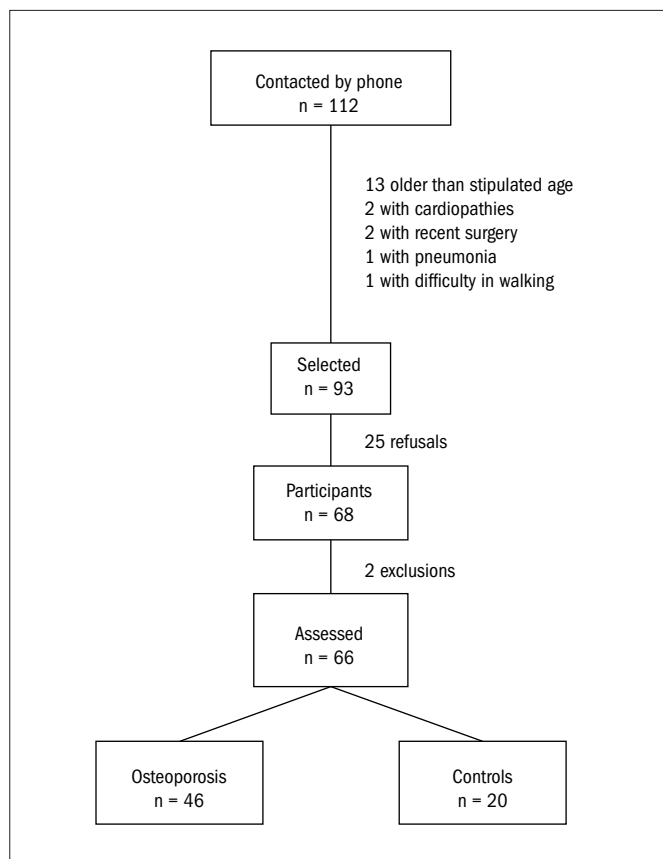 Contacted by phone
n = 112
13 older than stipulated age
2 with cardiopathies
2 with recent surgery
1 with pneumonia
1 with difficulty in walking
Selected
n = 93
25 refusals
Participants
n = 68
2 exclusions
Assessed
n = 66
Osteoporosis
n = 46
Controls
n = 20